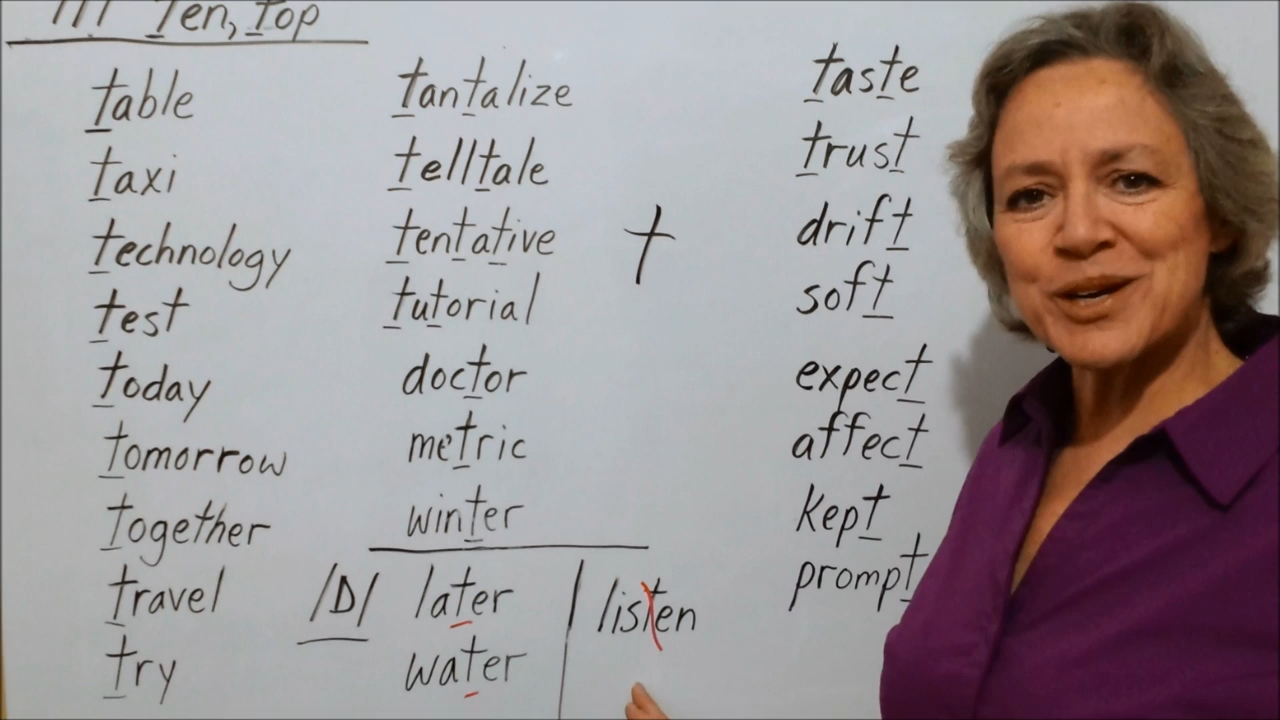 /t/ Ten, Top
table
taxi
technology
test
today
tomorrow
together
travel
try
tantalize
telltale
tentative
tutorial
doctor
metric
winter
/D/ later
water
listen
t
taste
trust
drift
soft
expect
affect
kept
prompt